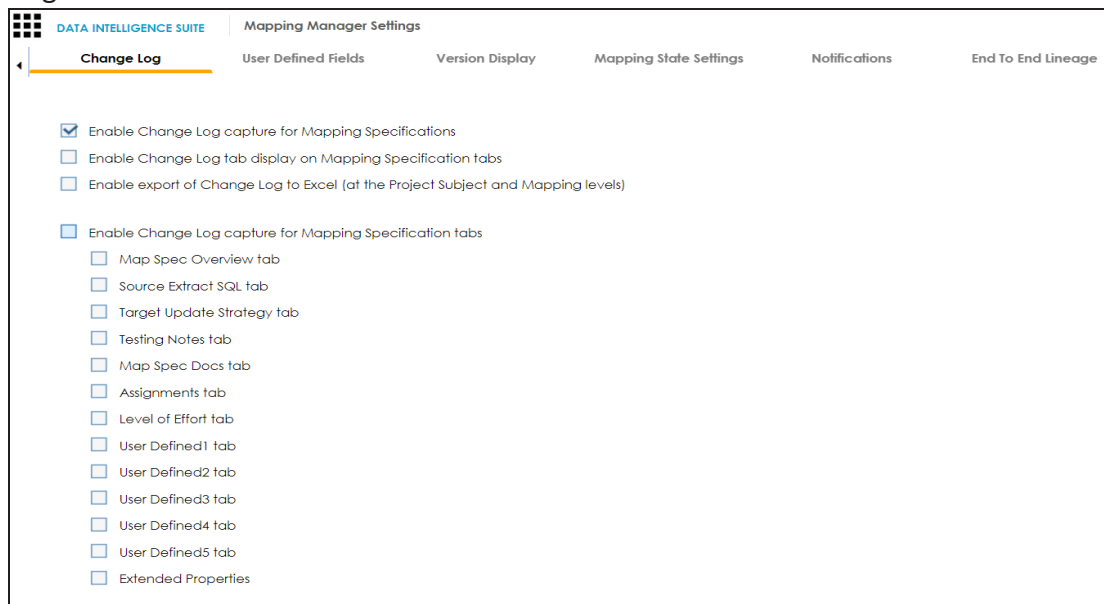 DATA INTELLIGENCE SUITE
Mapping Manager Settings
Change Log
User Defined Fields
Version Display
Mapping State Settings
Notifications
End To End Lineage
Enable Change Log capture for Mapping Specifications
Enable Change Log tab display on Mapping Specification tabs
Enable export of Change Log to Excel (at the Project Subject and Mapping levels)
Enable Change Log capture for Mapping Specification tabs
Map Spec Overview tab
Source Extract SQL tab
Target Update Strategy tab
Testing Notes tab
Map Spec Docs tab
Assignments tab
Level of Effort tab
User Defined1 tab
User Defined2 tab
User Defined3 tab
User Defined4 tab
User Defined5 tab
Extended Properties